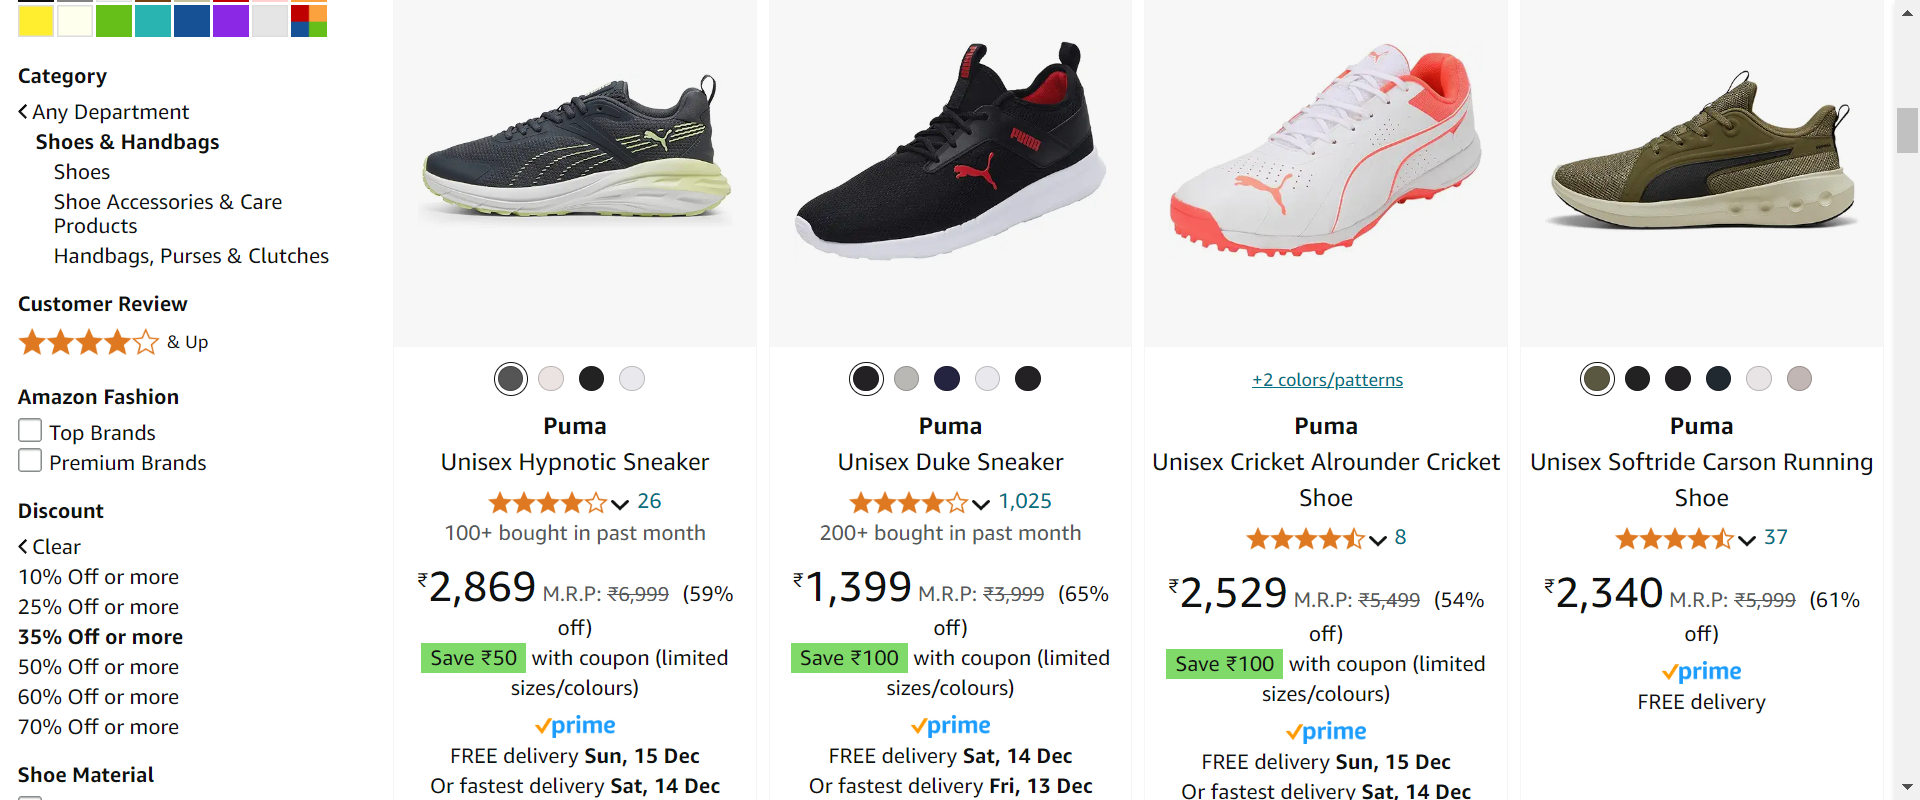 Category
Any Department
Shoes & Handbags
Shoes
Shoe Accessories & Care
Products
Handbags, Purses & Clutches
Customer Review
& Up
Amazon Fashion
Top Brands
Premium Brands
Discount
Clear
10% Off or more
25% Off or more
35% Off or more
50% Off or more
60% Off or more
70% Off or more
Shoe Material
PUMA
Puma
Unisex Hypnotic Sneaker
26
100+ bought in past month
₹2,869 M.R.P: ₹6,999 (59%
off)
Save ₹50 with coupon (limited
sizes/colours)
prime
FREE delivery Sun, 15 Dec
Or fastest delivery Sat, 14 Dec
Puma
Unisex Duke Sneaker
1,025
200+ bought in past month
₹1,399 M.R.P: ₹3,999 (65%
off)
Save ₹100 with coupon (limited
sizes/colours)
prime
FREE delivery Sat, 14 Dec
Or fastest delivery Fri, 13 Dec
+2 colors/patterns
Puma
Unisex Cricket Alrounder Cricket
Shoe
8
₹2,529 M.R.P: ₹5,499 (54%
off)
Save ₹100 with coupon (limited
sizes/colours)
prime
FREE delivery Sun, 15 Dec
Or fastest delivery Sat, 14 Dec
Puma
Unisex Softride Carson Running
Shoe
37
₹2,340 M.R.P: ₹5,999 (61%
off)
prime
FREE delivery